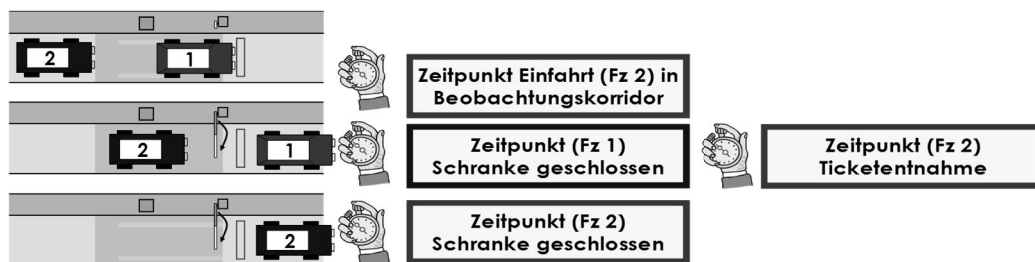 2
1
Zeitpunkt Einfahrt (Fz 2) in
Beobachtungskorridor
2
1
Zeitpunkt (Fz 1)
Schranke geschlossen
Zeitpunkt (Fz 2)
Ticketentnahme
2
Zeitpunkt (Fz 2)
Schranke geschlossen